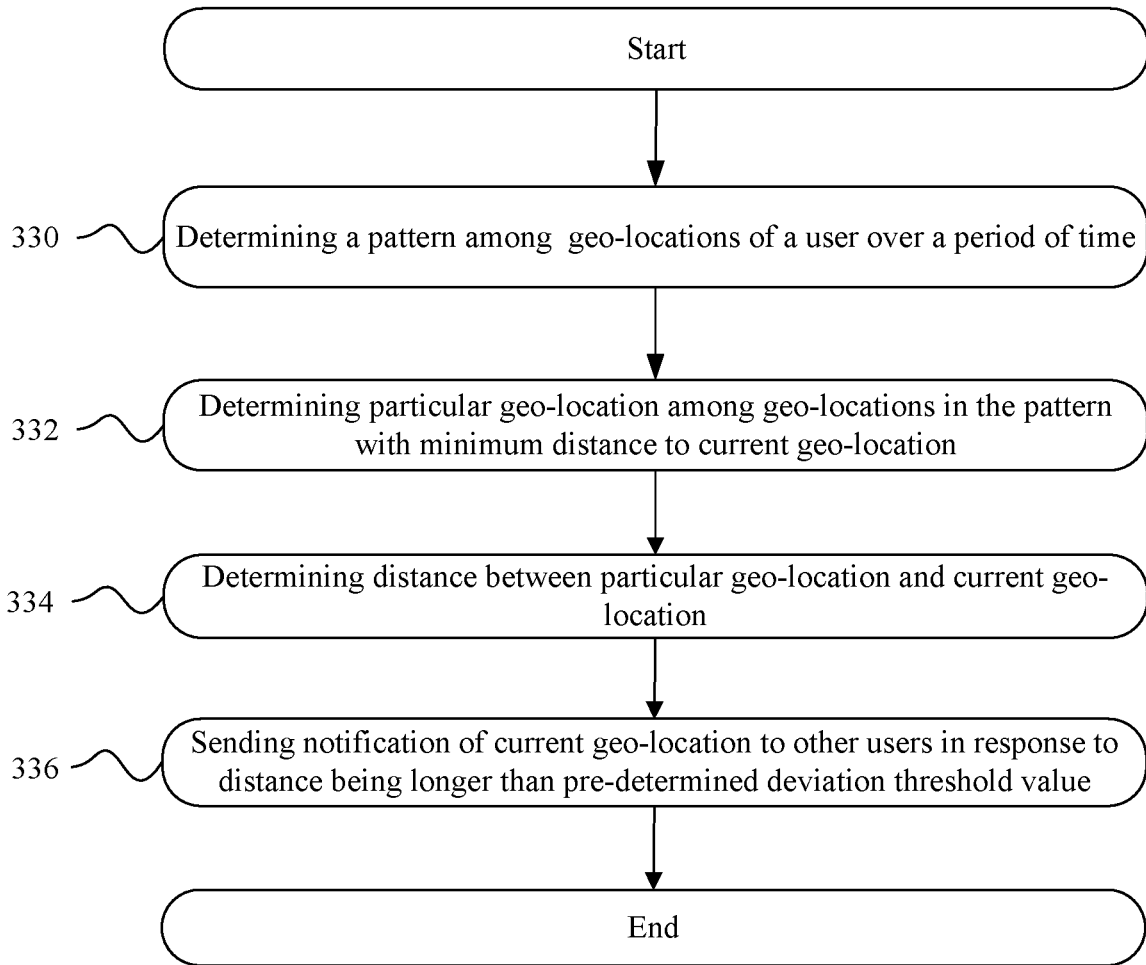 Start
330
Determining a pattern among geo-locations of a user over a period of time
332
Determining particular geo-location among geo-locations in the pattern
with minimum distance to current geo-location
334
Determining distance between particular geo-location and current geo-
location
336
Sending notification of current geo-location to other users in response to
distance being longer than pre-determined deviation threshold value
End